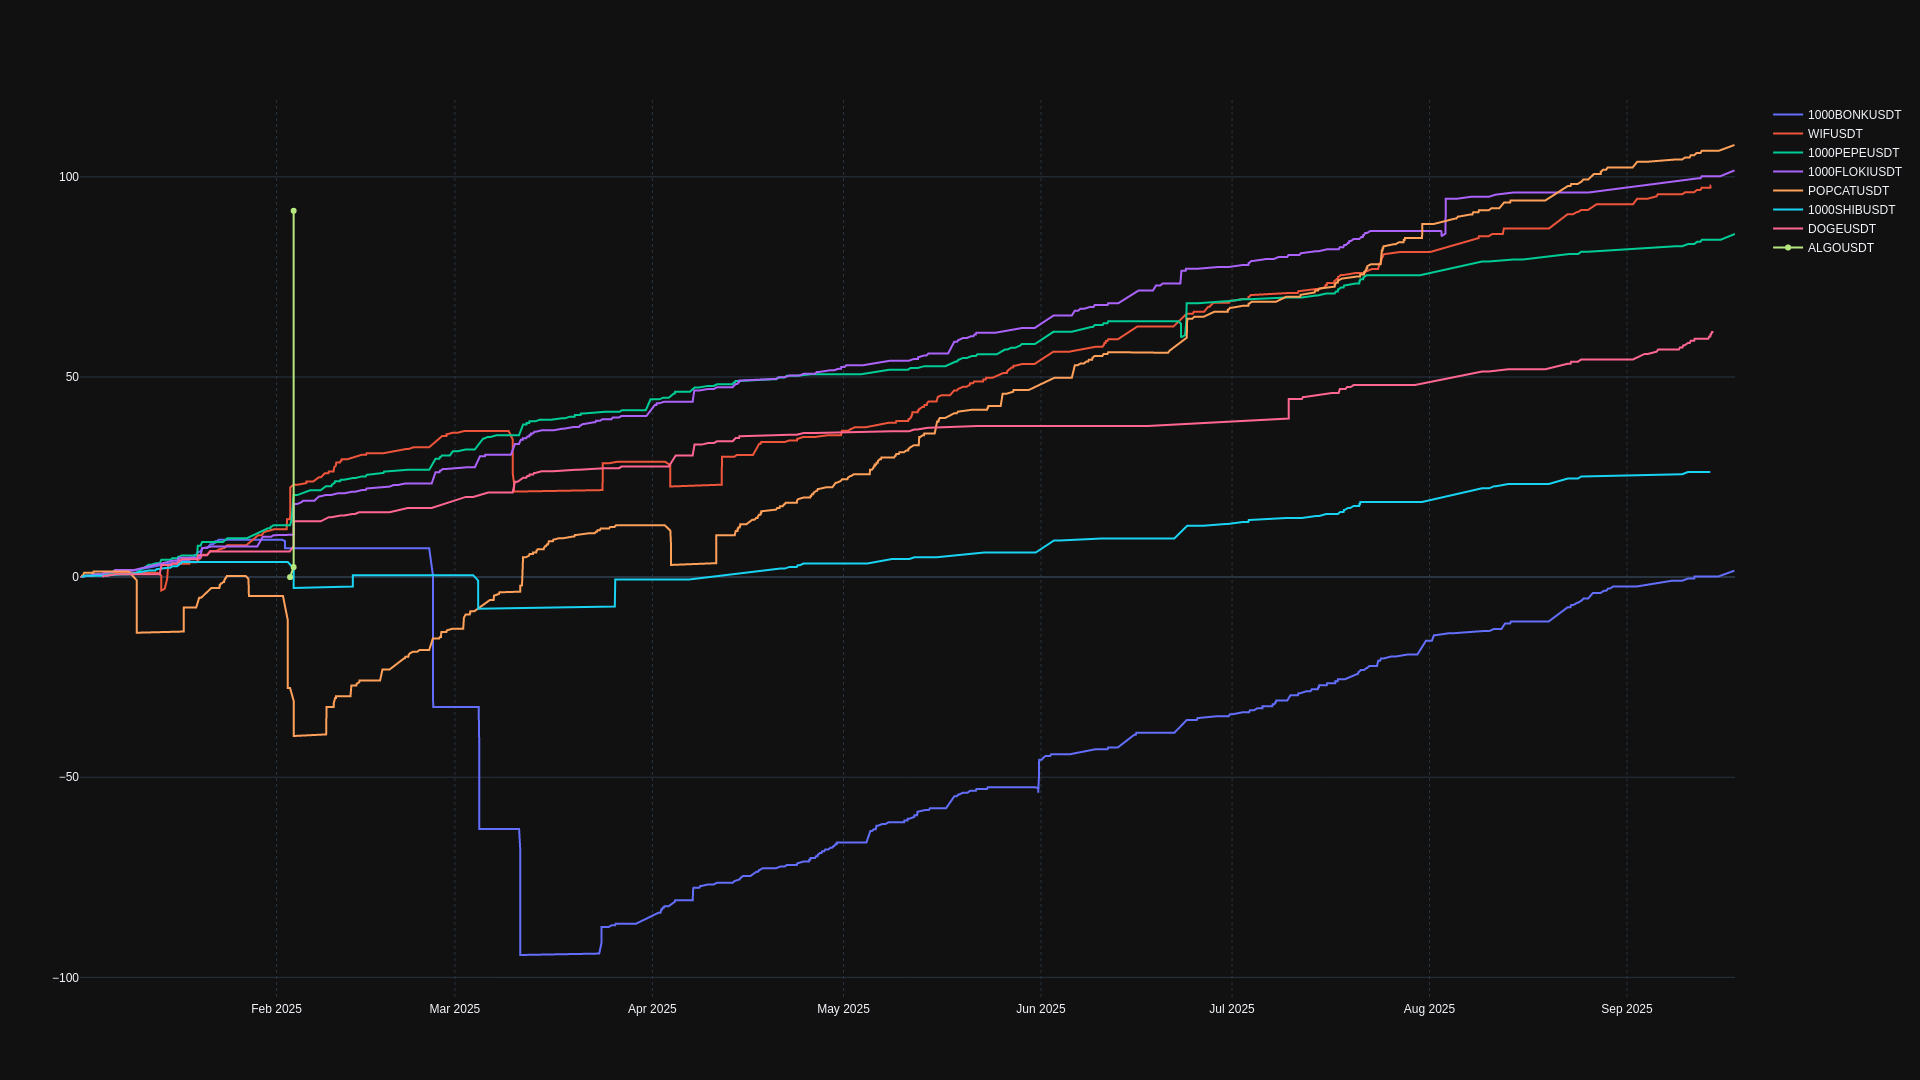 1000BONKUSDT
WIFUSDT
1000PEPEUSDT
1000FLOKIUSDT
POPCATUSDT
1000SHIBUSDT
DOGEUSDT
ALGOUSDT
100
50
0
−50
−100
Feb 2025
Mar 2025
Apr 2025
May 2025
Jun 2025
Jul 2025
Aug 2025
Sep 2025